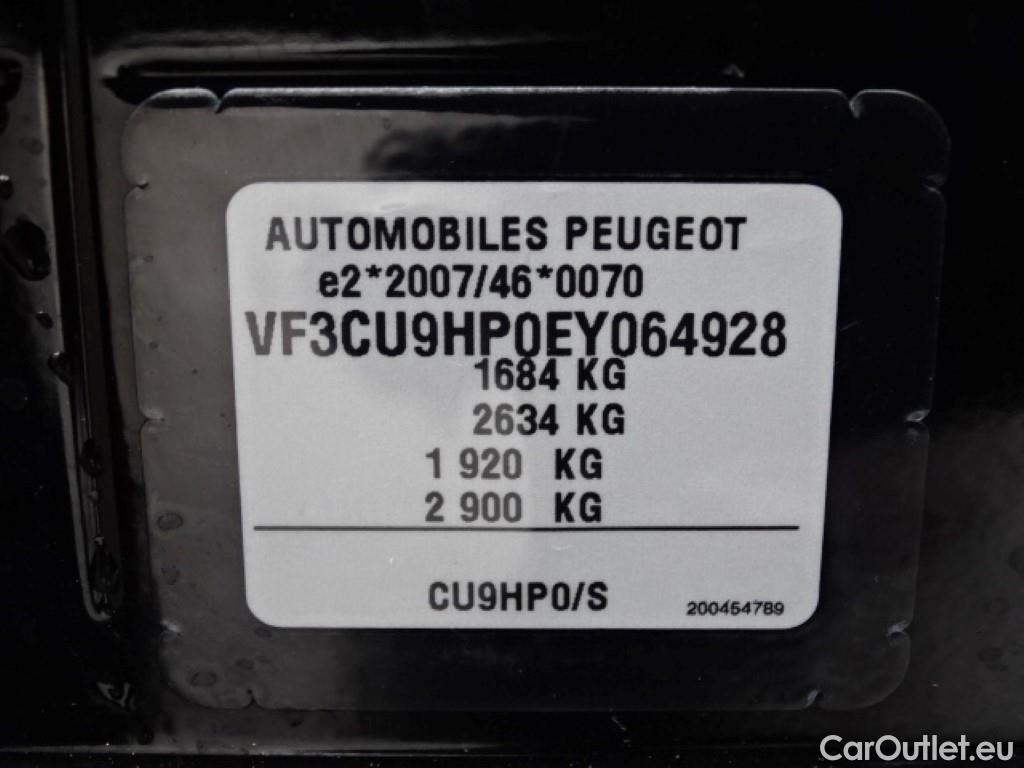 AUTOMOBILES PEUGEOT
e2*2007/46*0070
VF3CU9HP0EY064928
1684 KG
2634 KG
1 920 KG
2 900 KG
CU9HP0/S
200454789
CarOutlet.eu